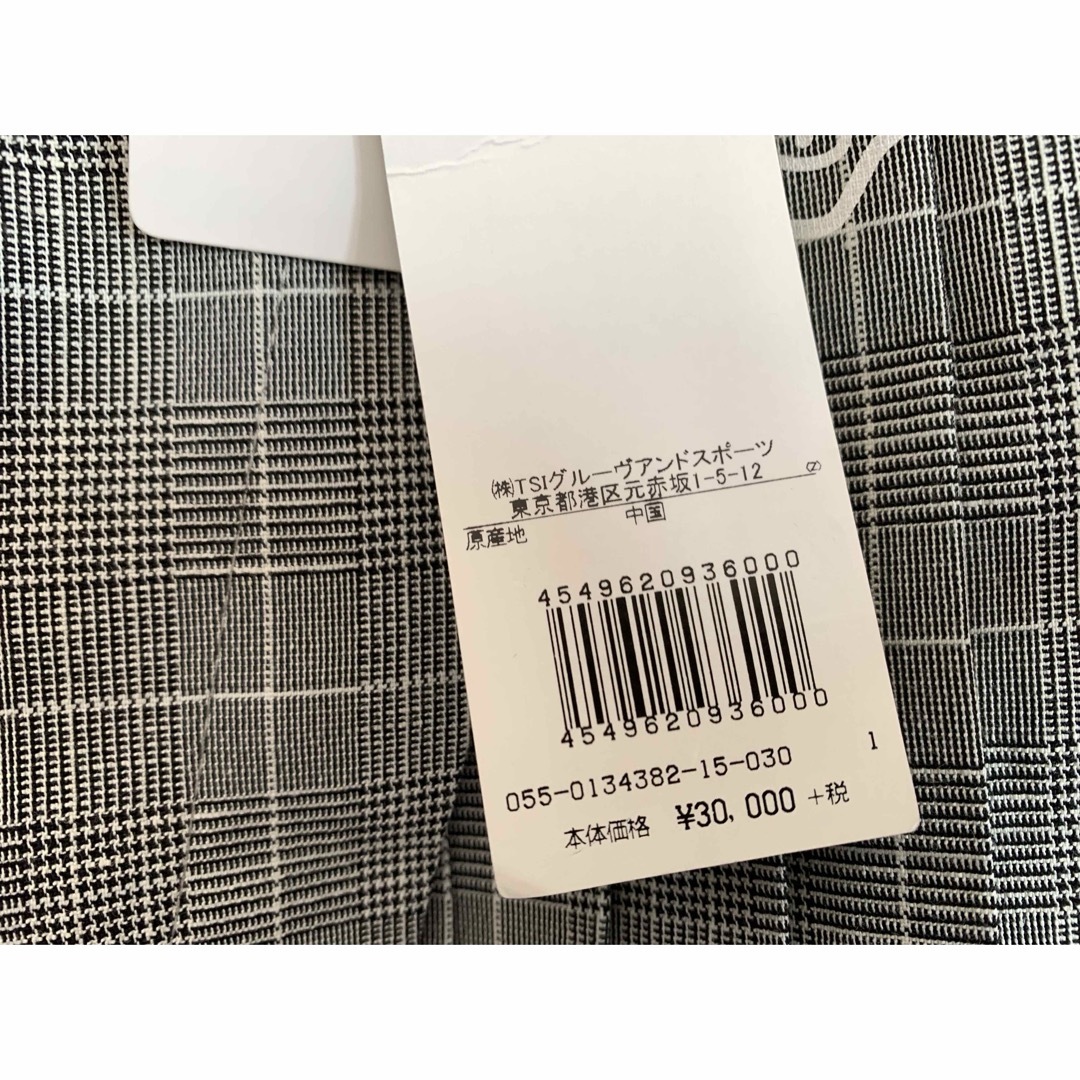 ㈱TSIグルーヴアンドスポーツ
東京都港区元赤坂1-5-12
原産地 中国
4549620936000
4549620936000
055-0134382-15-030 1
本体価格 ¥30,000 +税